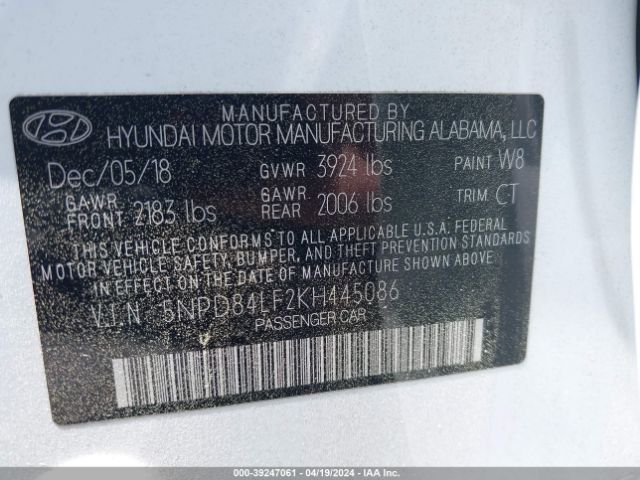 MANUFACTURED BY
HYUNDAI MOTOR MANUFACTURING ALABAMA, LLC
Dec/05/18 GVWR 3924 lbs PAINT W8
GAWR FRONT 2183 lbs GAWR REAR 2006 lbs TRIM CT
THIS VEHICLE CONFORMS TO ALL APPLICABLE U.S.A. FEDERAL
MOTOR VEHICLE SAFETY, BUMPER, AND THEFT PREVENTION
STANDARDS IN EFFECT ON THE DATE OF MANUFACTURE SHOWN ABOVE
V.I.N 5NPD84LF2KH445086
PASSENGER CAR
000-39247061 - 04/19/2024 - IAAI.COM